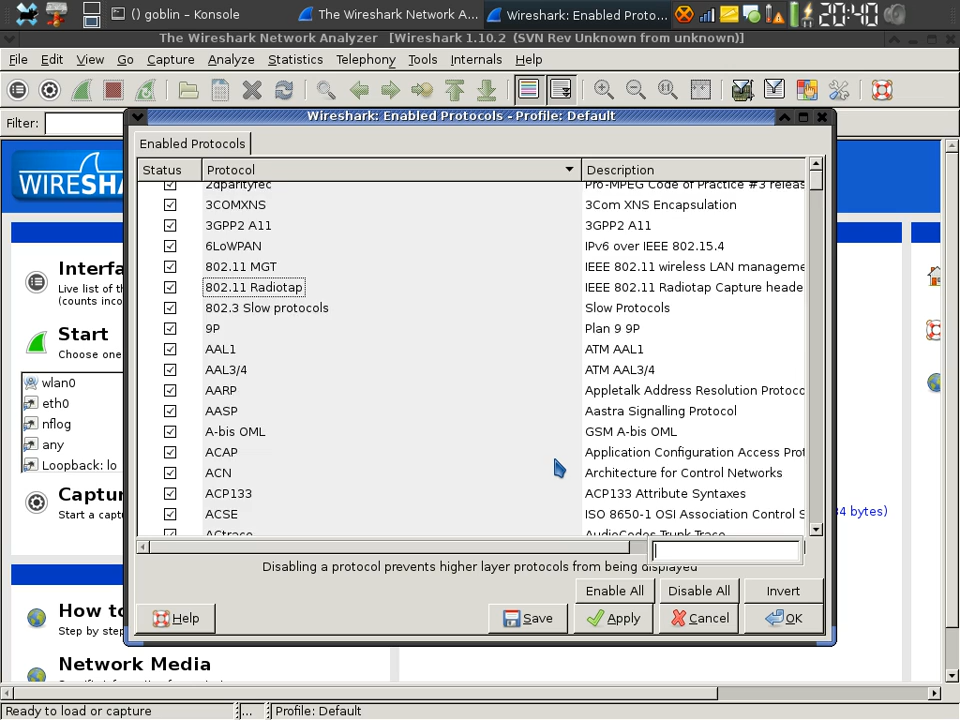 () goblin - Konsole
The Wireshark Network A...
Wireshark: Enabled Proto...
20:40
The Wireshark Network Analyzer [Wireshark 1.10.2 (SVN Rev Unknown from unknown)]
File Edit View Go Capture Analyze Statistics Telephony Tools Internals Help
Filter:
Wireshark: Enabled Protocols - Profile: Default
Enabled Protocols
Status Protocol Description
2dparityfec Pro-MPEG Code of Practice #3 releas
3COMXNS 3Com XNS Encapsulation
3GPP2 A11 3GPP2 A11
6LoWPAN IPv6 over IEEE 802.15.4
802.11 MGT IEEE 802.11 wireless LAN manageme
802.11 Radiotap IEEE 802.11 Radiotap Capture heade
802.3 Slow protocols Slow Protocols
9P Plan 9 9P
AAL1 ATM AAL1
AAL3/4 ATM AAL3/4
AARP Appletalk Address Resolution Protoco
AASP Aastra Signalling Protocol
A-bis OML GSM A-bis OML
ACAP Application Configuration Access Prot
ACN Architecture for Control Networks
ACP133 ACP133 Attribute Syntaxes
ACSE ISO 8650-1 OSI Association Control S
ACtrace AudioCodes Trunk Trace
Disabling a protocol prevents higher layer protocols from being displayed
Enable All Disable All Invert
Help Save Apply Cancel OK
WIRESHA
Interfa
Live list of th
(counts inco
Start
Choose one
wlan0
eth0
nflog
any
Loopback: lo
Captur
Start a captu
34 bytes)
How to
Step by step
Network Media
Ready to load or capture ... Profile: Default